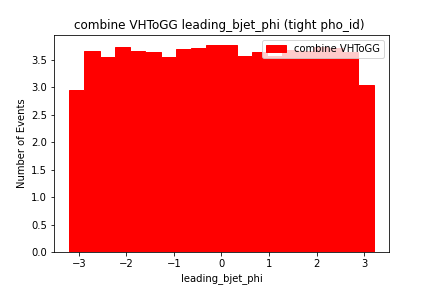 combine VHToGG leading_bjet_phi (tight pho_id)
combine VHToGG
3.5
3.0
2.5
2.0
1.5
1.0
0.5
0.0
Number of Events
−3 −2 −1 0 1 2 3
leading_bjet_phi